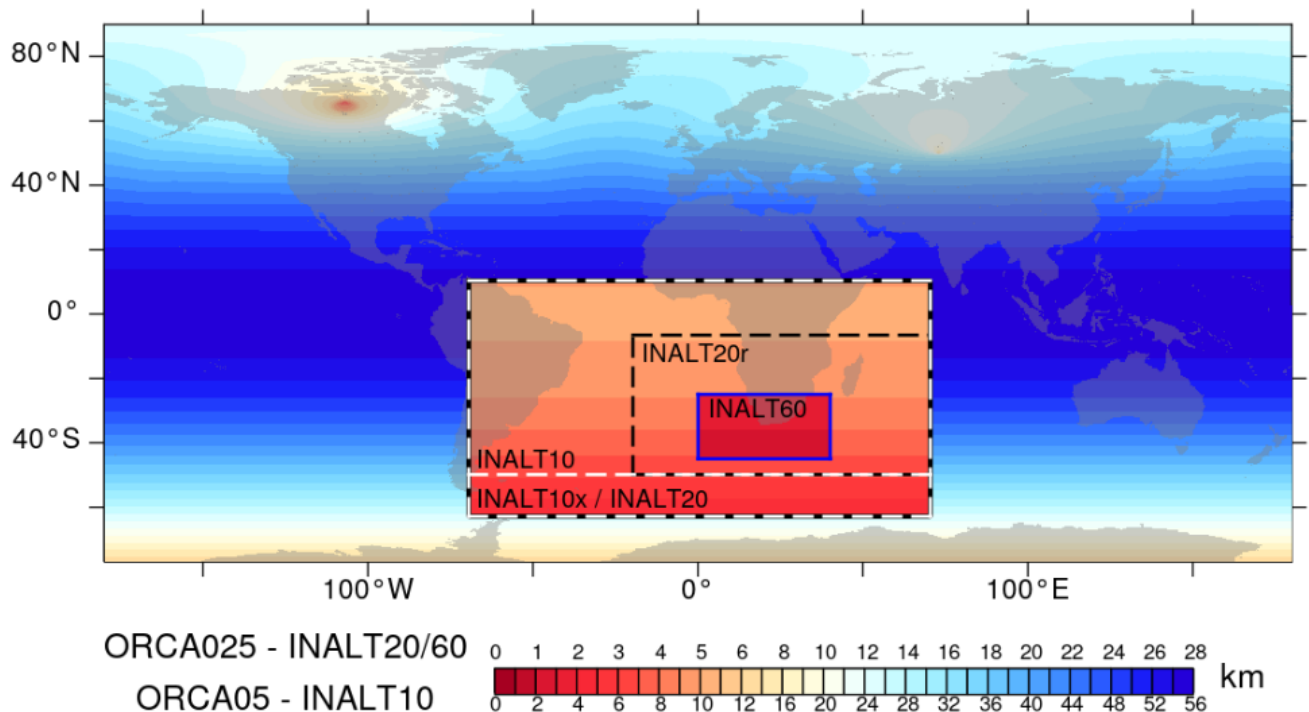 80°N
40°N
0°
40°S
INALT20r
INALT60
INALT10
INALT10x / INALT20
100°W 0° 100°E
ORCA025 - INALT20/60 0 1 2 3 4 5 6 8 10 12 14 16 18 20 22 24 26 28 km
ORCA05 - INALT10 0 2 4 6 8 10 12 16 20 24 28 32 36 40 44 48 52 56